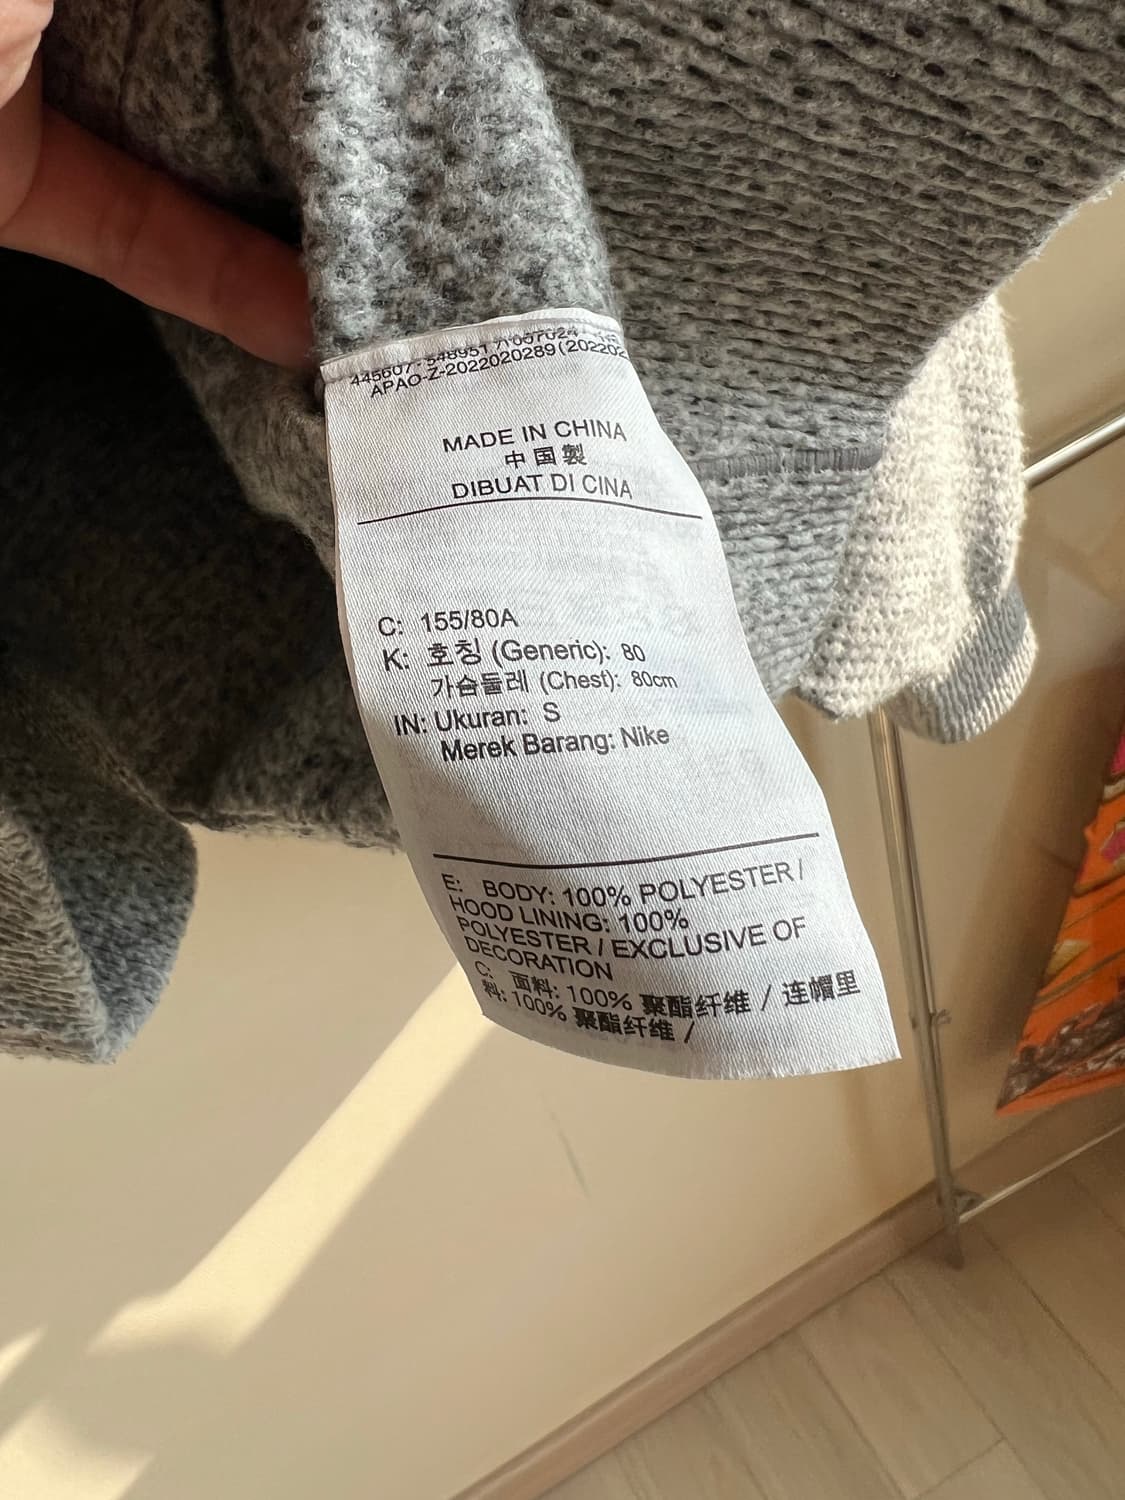 APAO-Z-2022020289(202202
MADE IN CHINA
中国製
DIBUAT DI CINA
C: 155/80A
K: 호칭 (Generic): 80
가슴둘레 (Chest): 80cm
IN: Ukuran: S
Merek Barang: Nike
E: BODY: 100% POLYESTER /
HOOD LINING: 100%
POLYESTER / EXCLUSIVE OF
DECORATION
C: 面料: 100% 聚酯纤维 / 连帽里
料: 100% 聚酯纤维 /